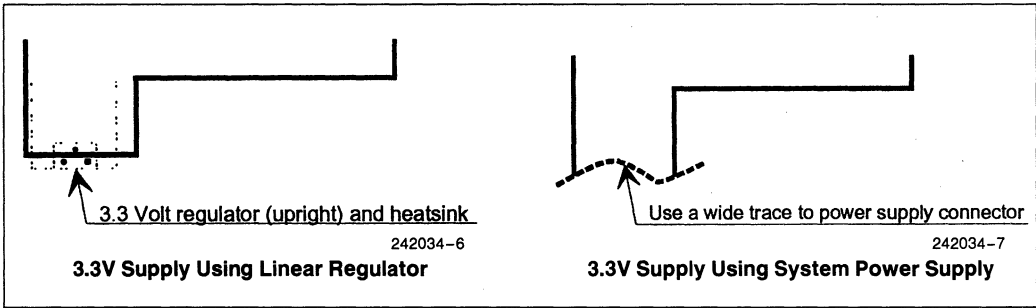 3.3 Volt regulator (upright) and heatsink
242034–6
3.3V Supply Using Linear Regulator
Use a wide trace to power supply connector
242034–7
3.3V Supply Using System Power Supply